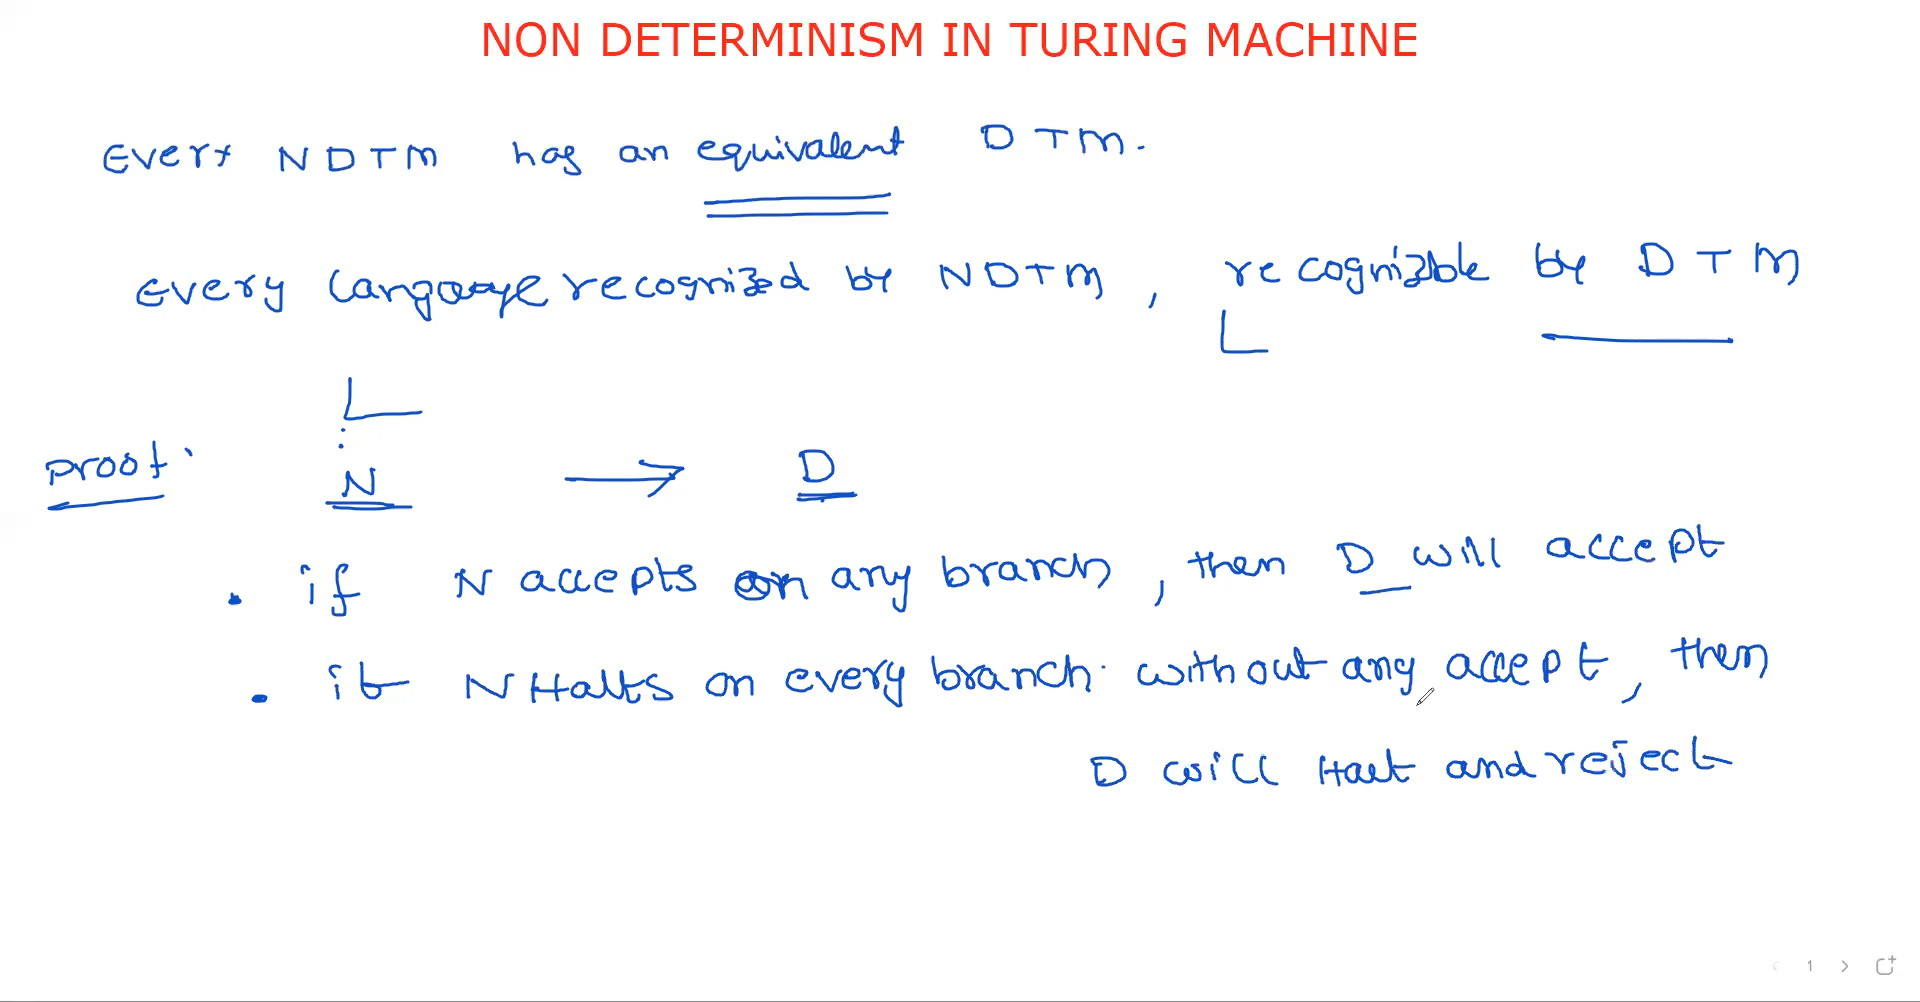 NON DETERMINISM IN TURING MACHINE
Every NDTM has an equivalent DTM.
Every language recognized by NDTM, recognizable by DTM
L
L
Proof: N → D
. if N accepts on any branch, then D will accept
. if N Halts on every branch. without any accept, then
D will Halt and reject
1